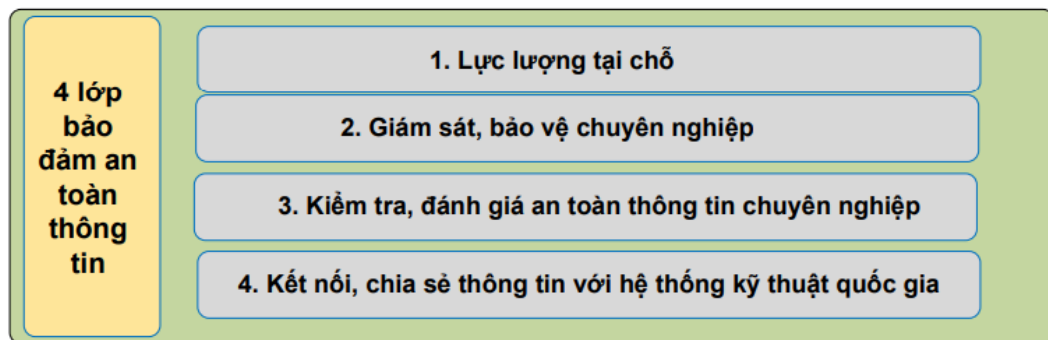 4 lớp
bảo
đảm an
toàn
thông
tin
1. Lực lượng tại chỗ
2. Giám sát, bảo vệ chuyên nghiệp
3. Kiểm tra, đánh giá an toàn thông tin chuyên nghiệp
4. Kết nối, chia sẻ thông tin với hệ thống kỹ thuật quốc gia